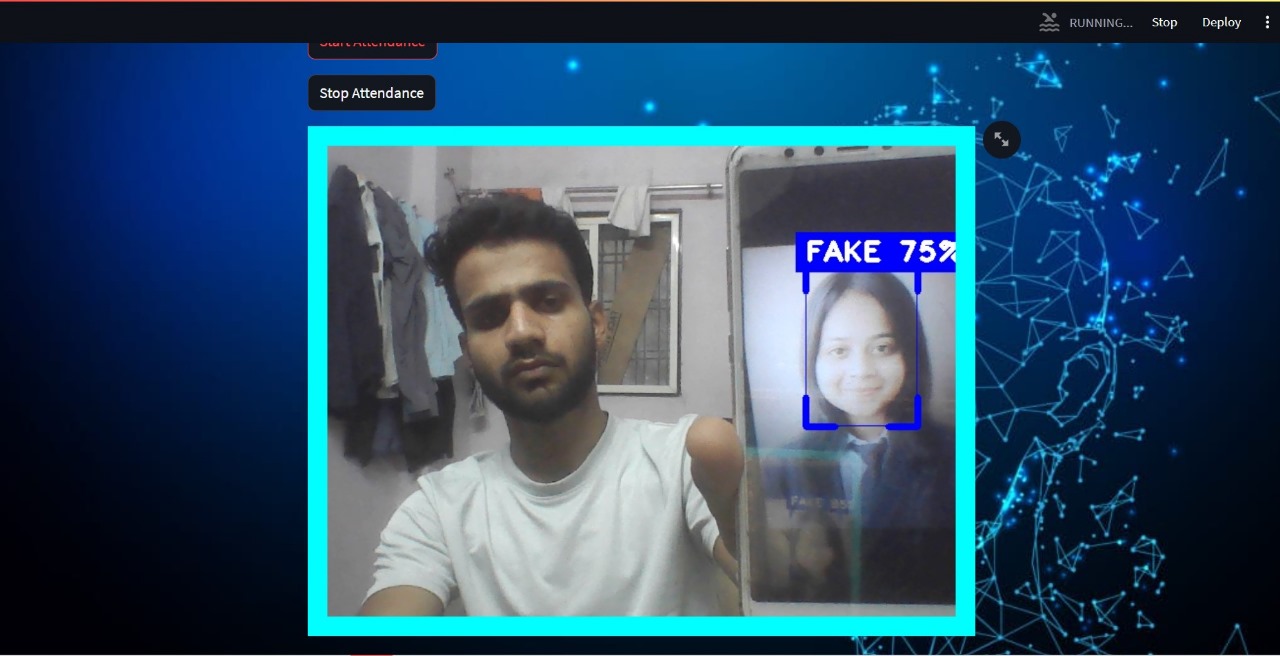 RUNNING...
Stop
Deploy
Start Attendance
Stop Attendance
FAKE 75%